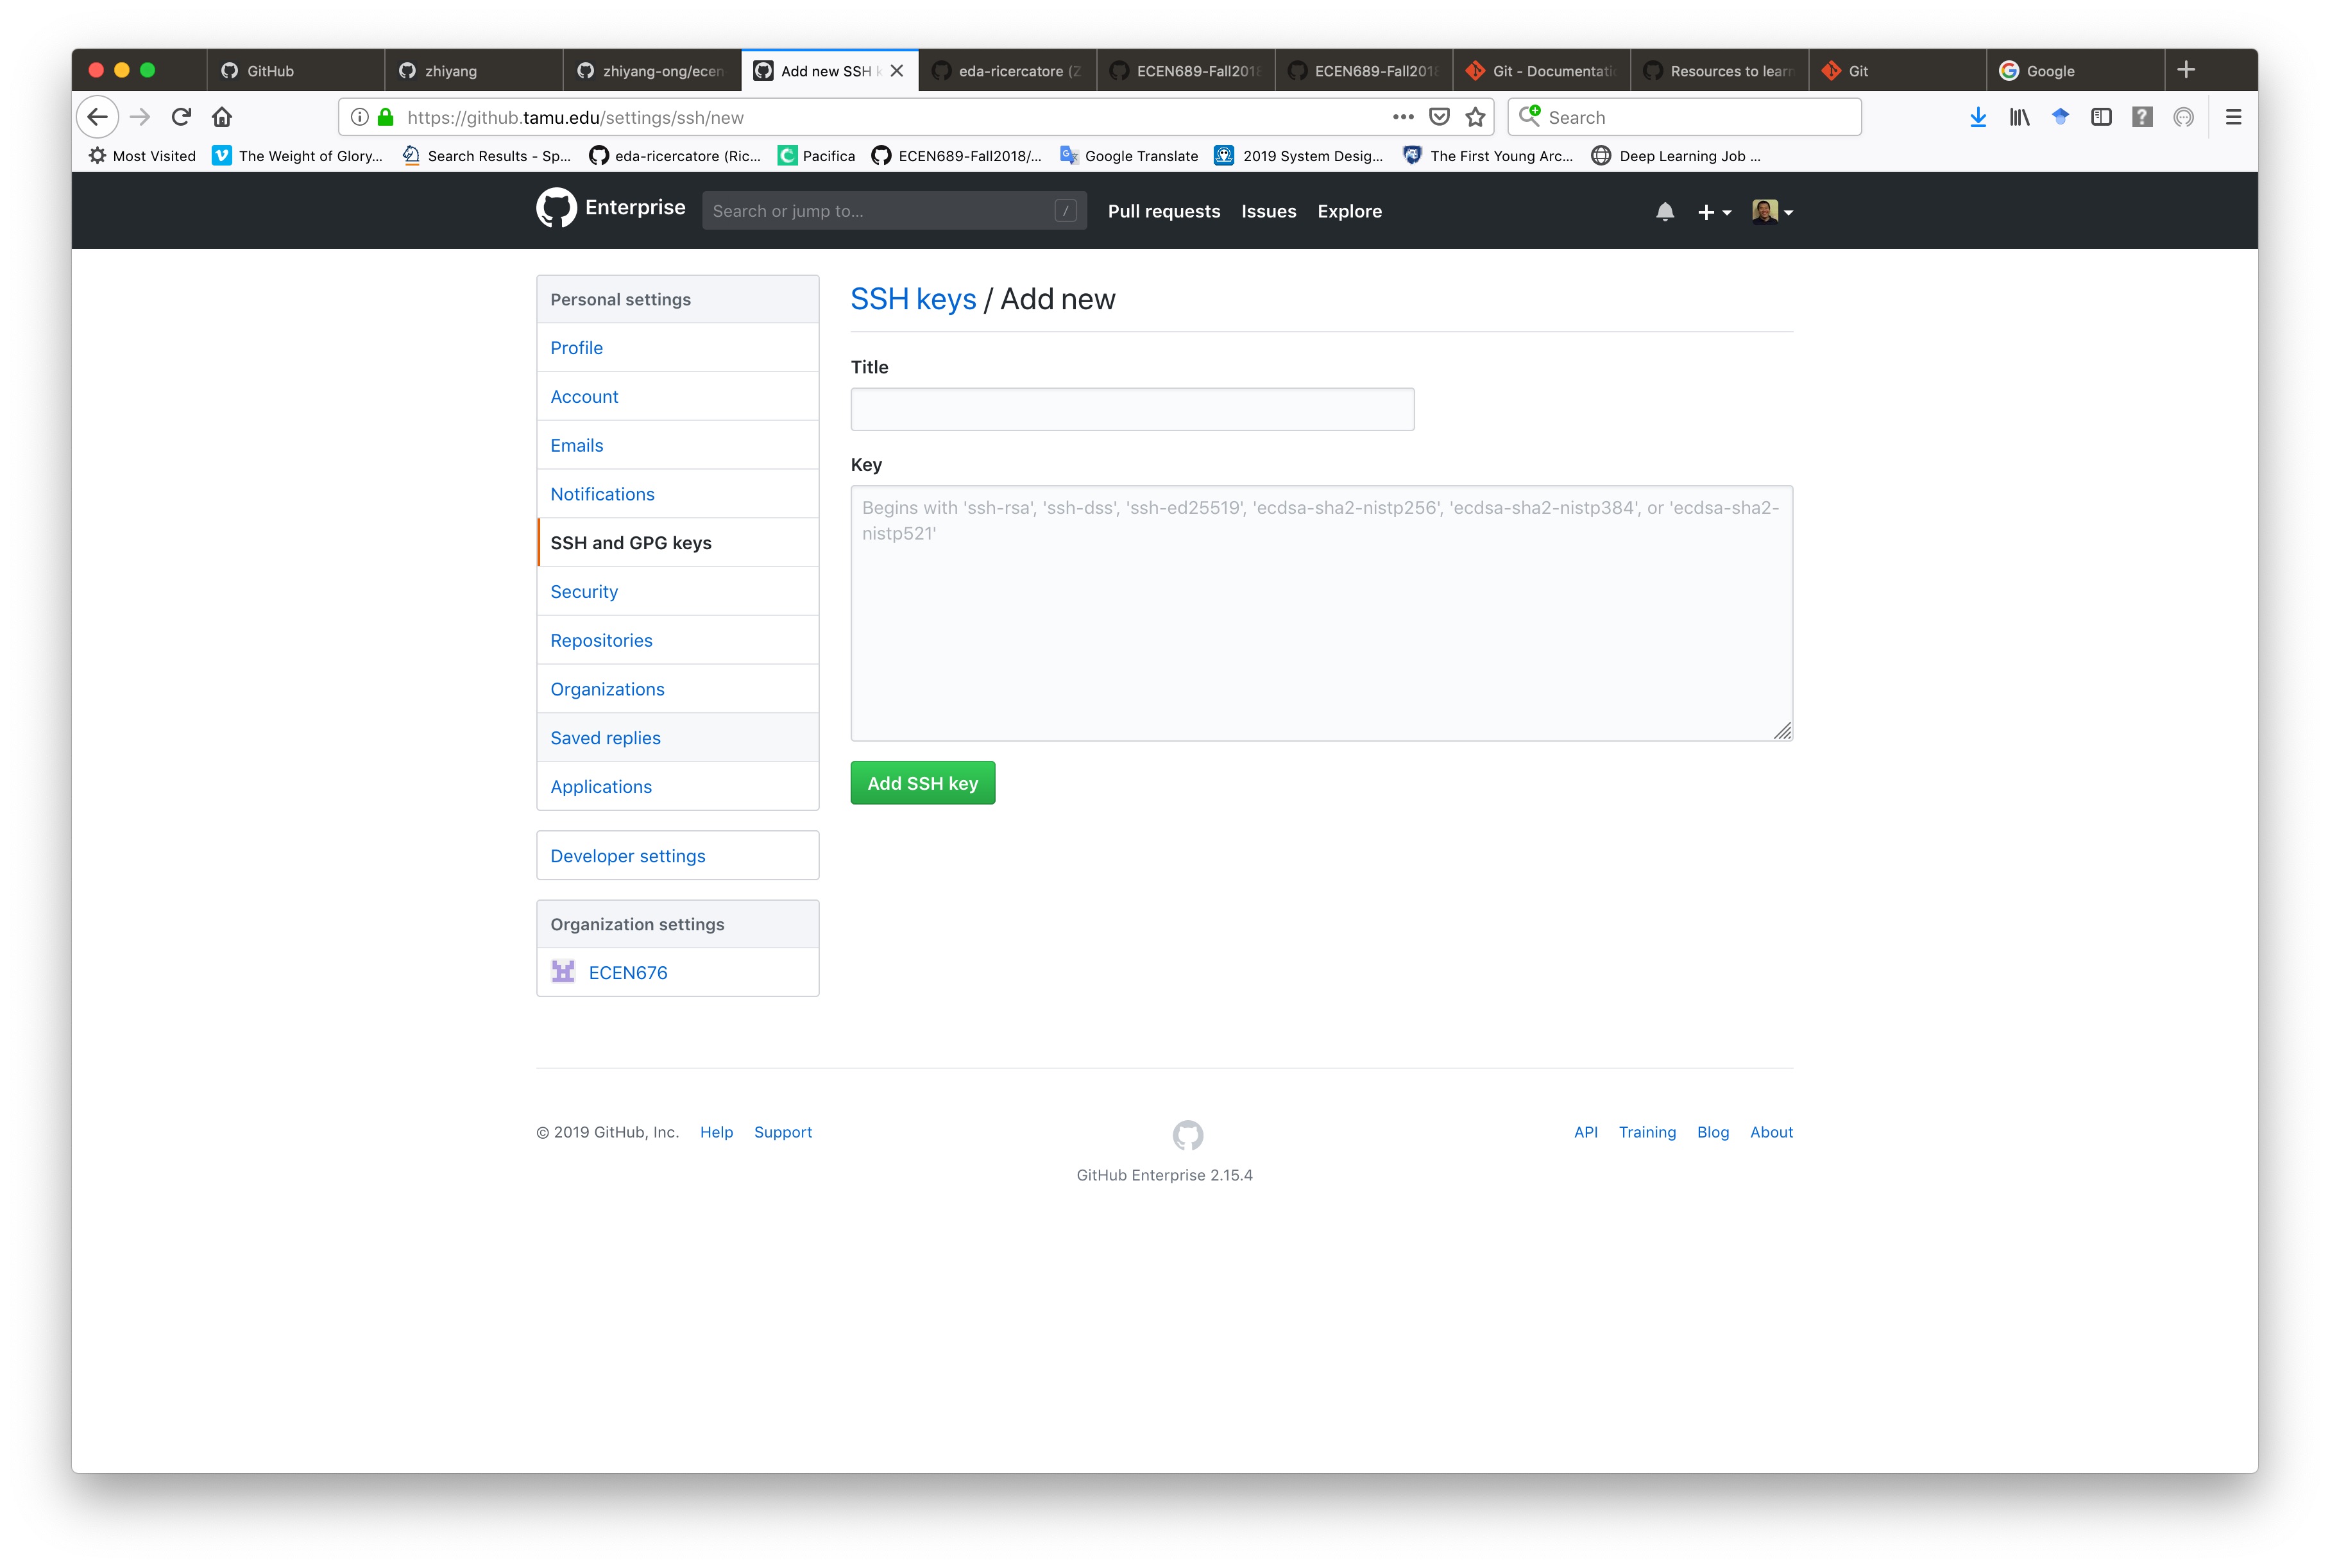 GitHub
zhiyang
zhiyang-ong/ecen
Add new SSH k
eda-ricercatore (Z
ECEN689-Fall2018
ECEN689-Fall2018
Git - Documentati
Resources to learn
Git
Google
https://github.tamu.edu/settings/ssh/new
Search
Most Visited
The Weight of Glory...
Search Results - Sp...
eda-ricercatore (Ric...
Pacifica
ECEN689-Fall2018/...
Google Translate
2019 System Desig...
The First Young Arc...
Deep Learning Job ...
Enterprise
Search or jump to...
/
Pull requests
Issues
Explore
Personal settings
Profile
Account
Emails
Notifications
SSH and GPG keys
Security
Repositories
Organizations
Saved replies
Applications
Developer settings
Organization settings
ECEN676
SSH keys / Add new
Title
Key
Begins with 'ssh-rsa', 'ssh-dss', 'ssh-ed25519', 'ecdsa-sha2-nistp256', 'ecdsa-sha2-nistp384', or 'ecdsa-sha2-
nistp521'
Add SSH key
© 2019 GitHub, Inc.
Help
Support
GitHub Enterprise 2.15.4
API
Training
Blog
About